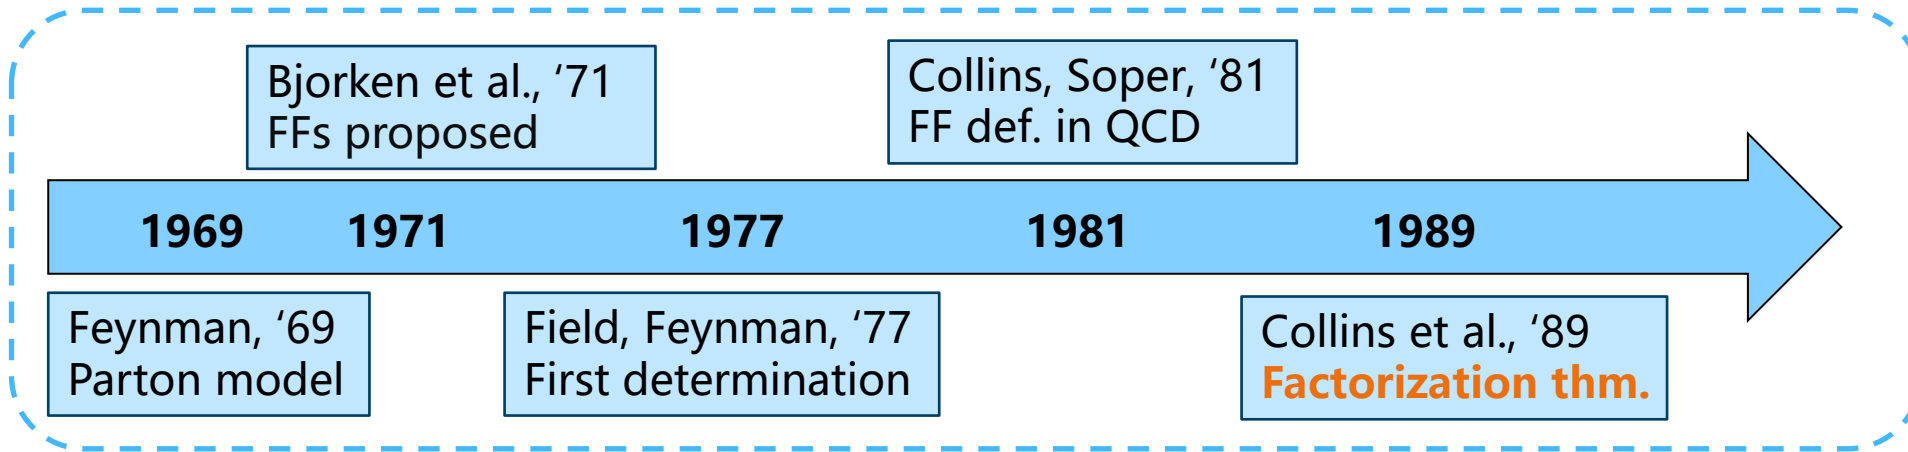 Bjorken et al., ‘71
FFs proposed
Collins, Soper, ‘81
FF def. in QCD
1969 1971 1977 1981 1989
Feynman, ‘69
Parton model
Field, Feynman, ‘77
First determination
Collins et al., ‘89
Factorization thm.